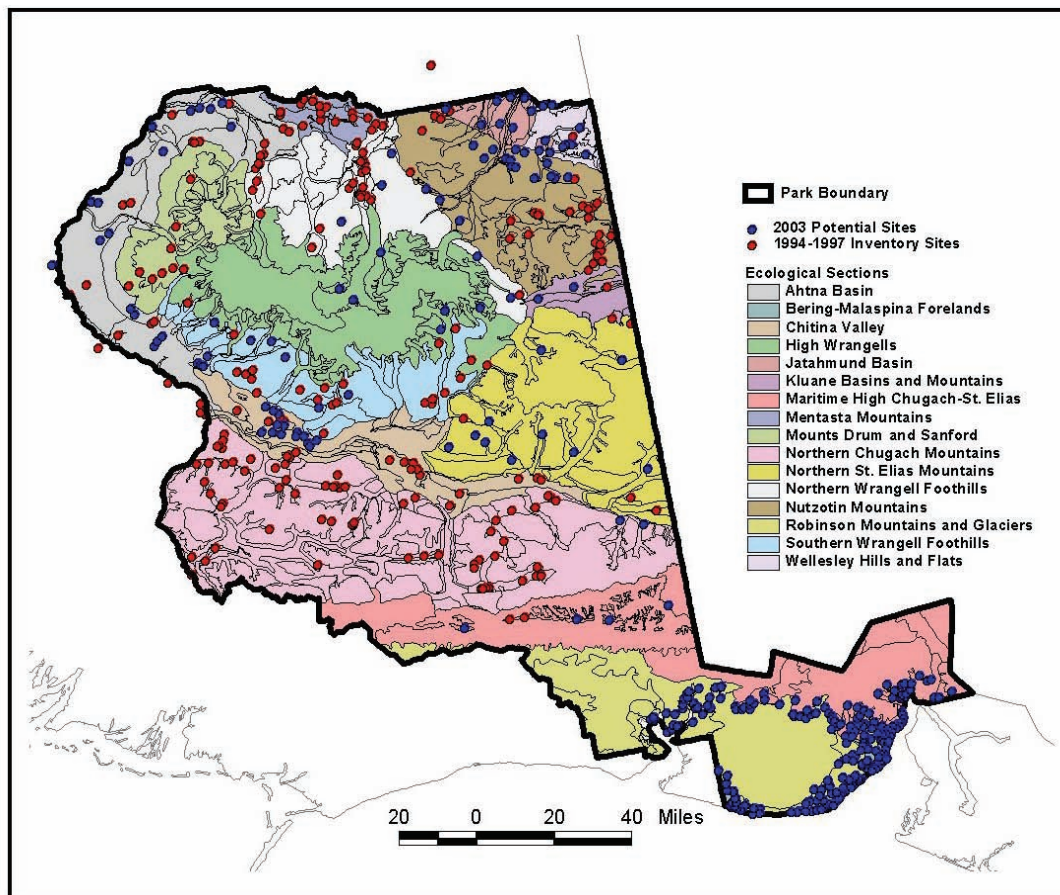 Park Boundary
2003 Potential Sites
1994-1997 Inventory Sites
Ecological Sections
Ahtna Basin
Bering-Malaspina Forelands
Chitina Valley
High Wrangells
Jatahmund Basin
Kluane Basins and Mountains
Maritime High Chugach-St. Elias
Mentasta Mountains
Mounts Drum and Sanford
Northern Chugach Mountains
Northern St. Elias Mountains
Northern Wrangell Foothills
Nutzotin Mountains
Robinson Mountains and Glaciers
Southern Wrangell Foothills
Wellesley Hills and Flats
20 0 20 40 Miles